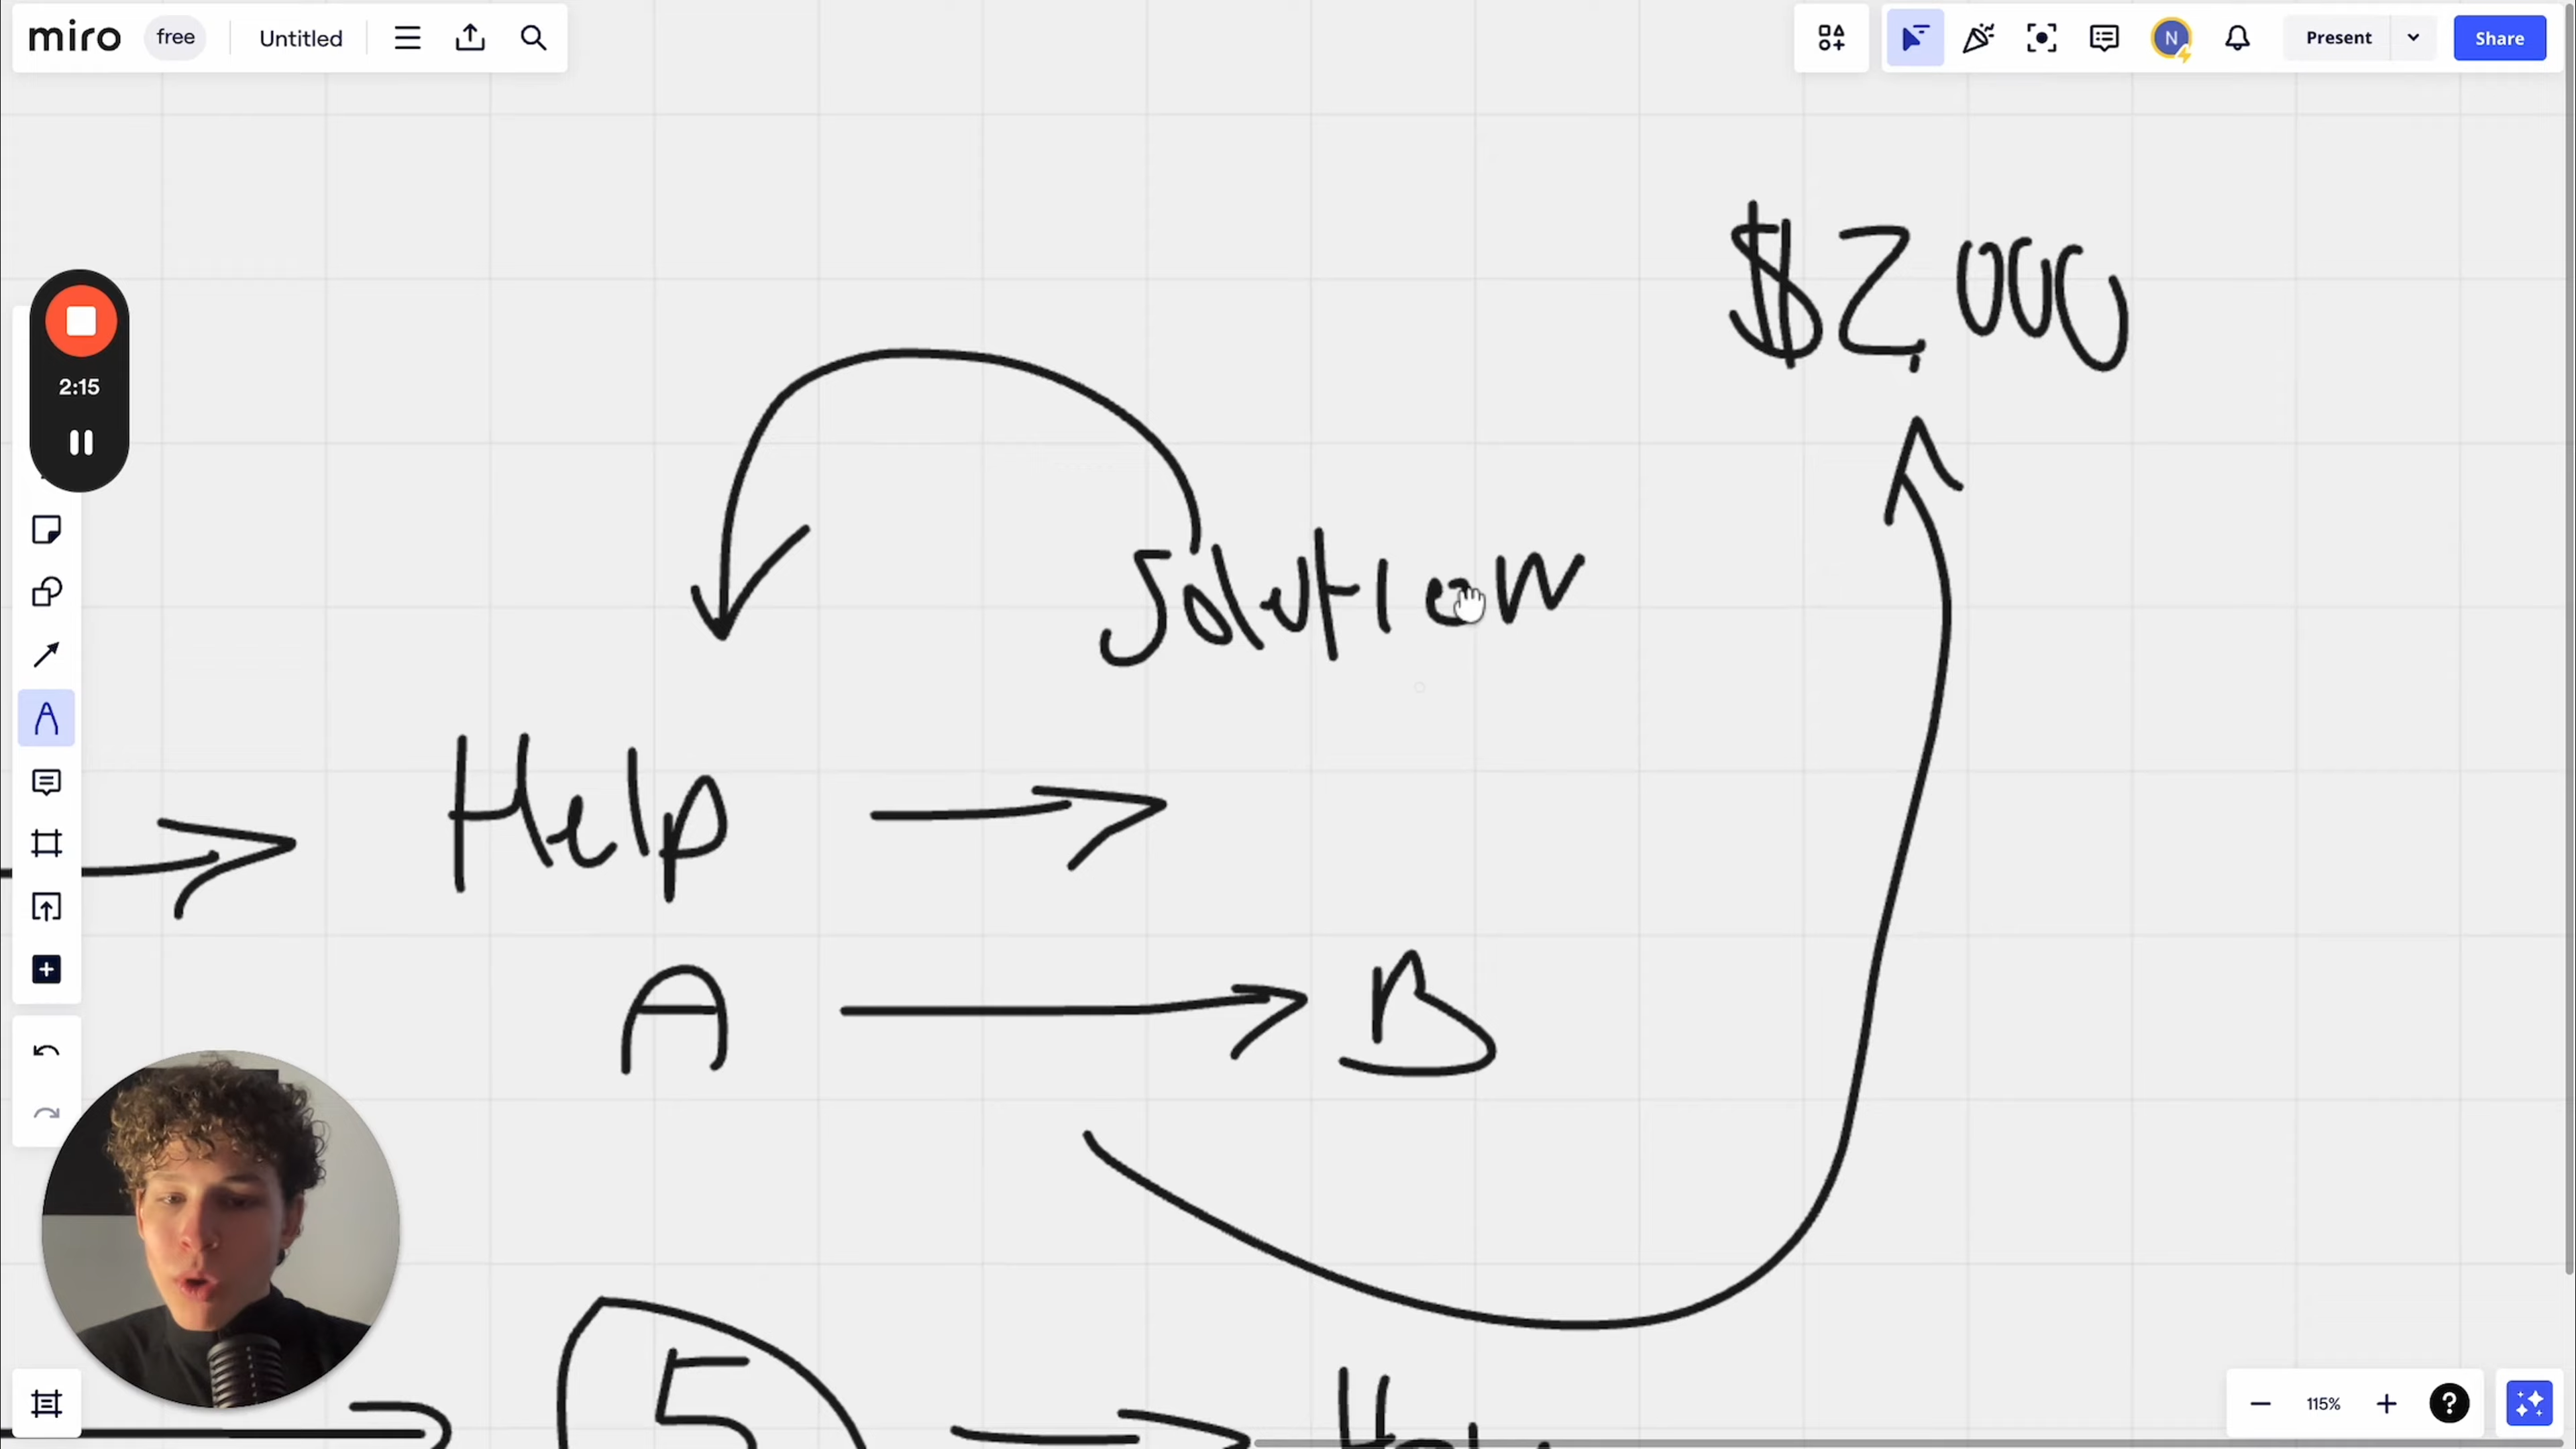 miro free Untitled
Present Share
N
$2,000
2:15
Solution
Help
A B
5
115%
?